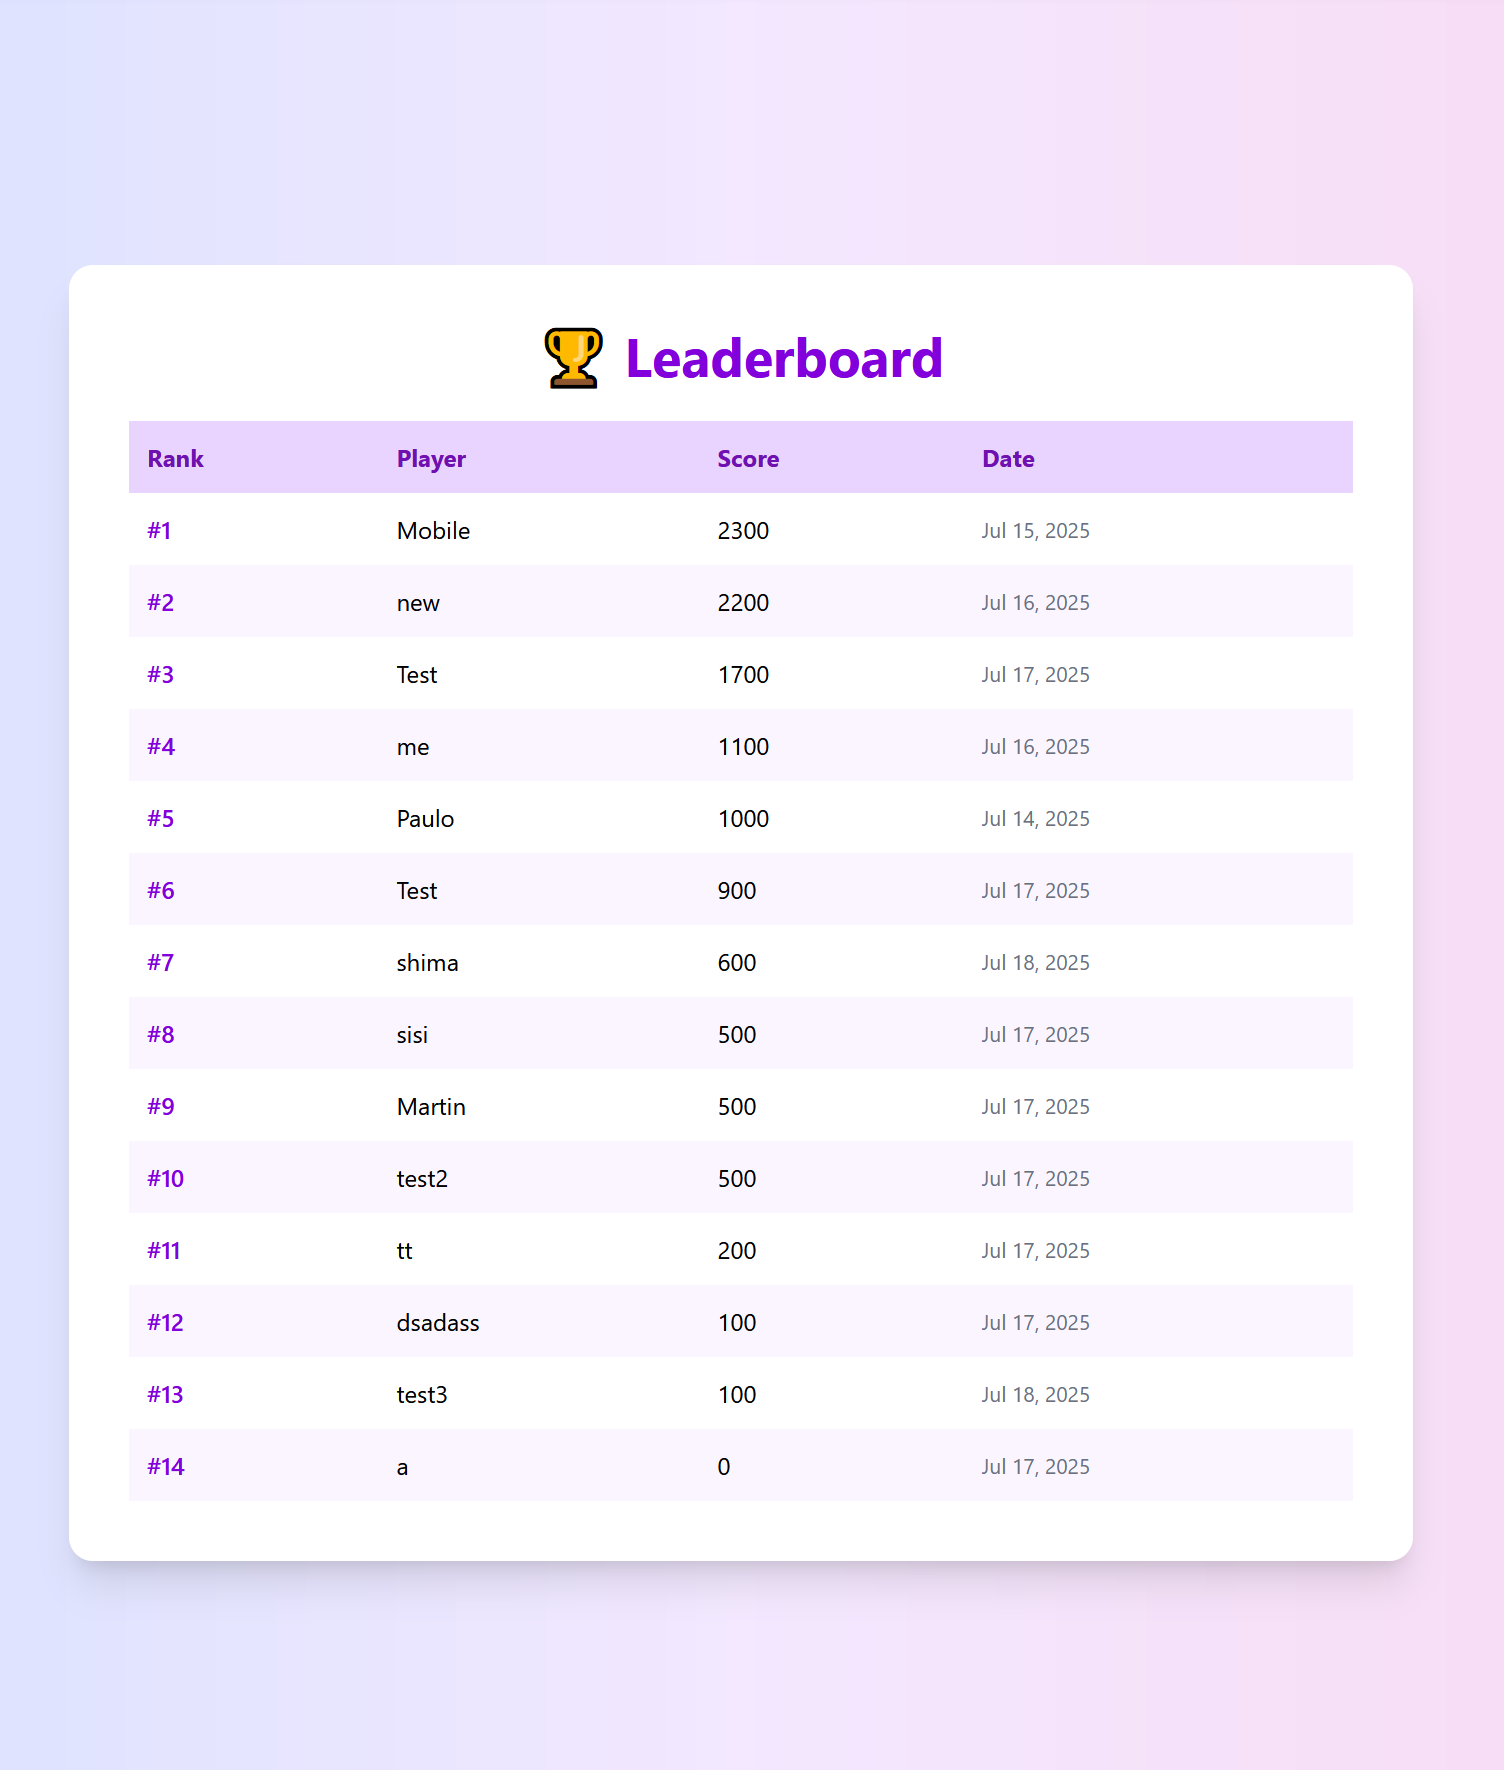 🏆 Leaderboard
Rank Player Score Date
#1 Mobile 2300 Jul 15, 2025
#2 new 2200 Jul 16, 2025
#3 Test 1700 Jul 17, 2025
#4 me 1100 Jul 16, 2025
#5 Paulo 1000 Jul 14, 2025
#6 Test 900 Jul 17, 2025
#7 shima 600 Jul 18, 2025
#8 sisi 500 Jul 17, 2025
#9 Martin 500 Jul 17, 2025
#10 test2 500 Jul 17, 2025
#11 tt 200 Jul 17, 2025
#12 dsadass 100 Jul 17, 2025
#13 test3 100 Jul 18, 2025
#14 a 0 Jul 17, 2025